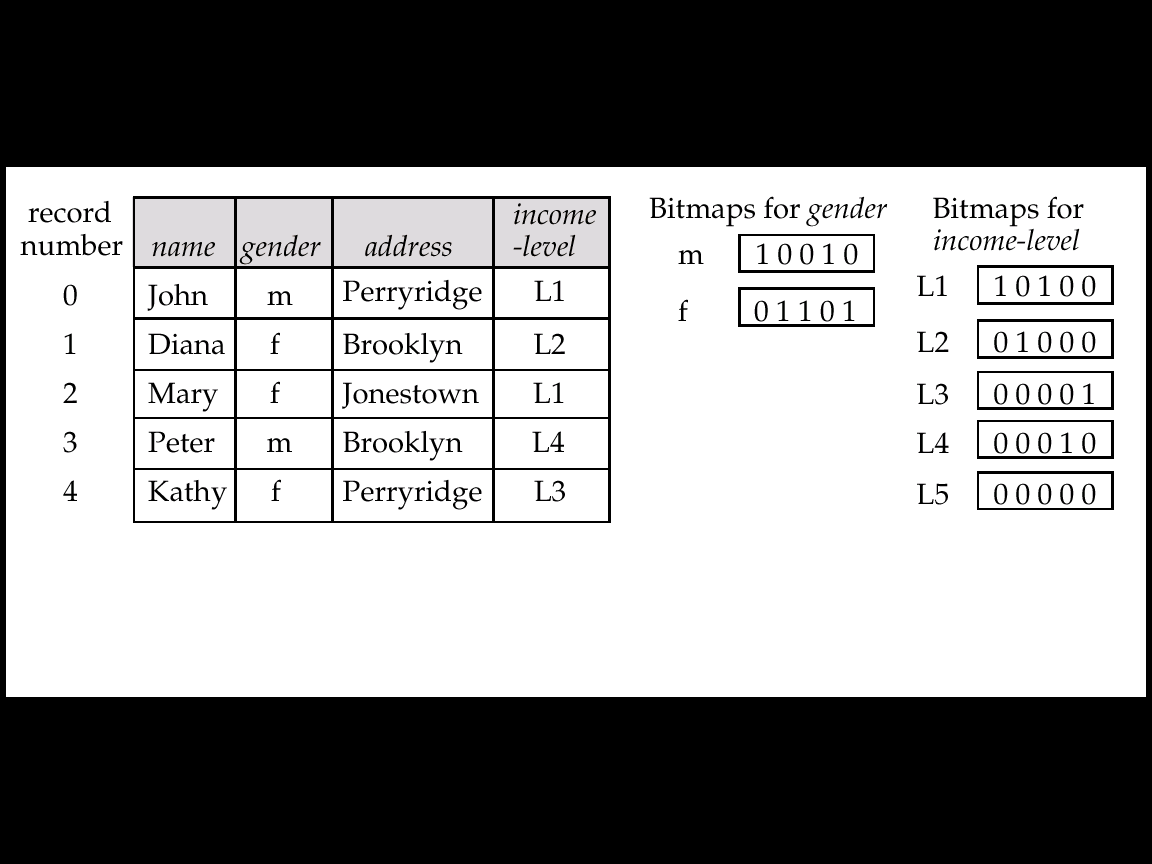 record number
name gender address income -level
0 John m Perryridge L1
1 Diana f Brooklyn L2
2 Mary f Jonestown L1
3 Peter m Brooklyn L4
4 Kathy f Perryridge L3
Bitmaps for gender
m 1 0 0 1 0
f 0 1 1 0 1
Bitmaps for
income-level
L1 1 0 1 0 0
L2 0 1 0 0 0
L3 0 0 0 0 1
L4 0 0 0 1 0
L5 0 0 0 0 0